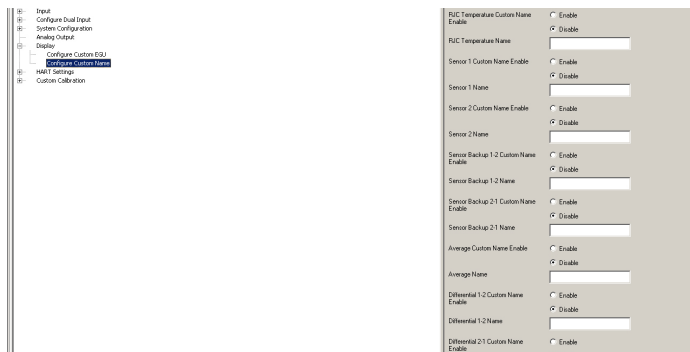 Input
Configure Dual Input
System Configuration
Analog Output
Display
Configure Custom EGU
Configure Custom Name
HART Settings
Custom Calibration
RJC Temperature Custom Name
Enable
Enable
Disable
RJC Temperature Name
Sensor 1 Custom Name Enable
Enable
Disable
Sensor 1 Name
Sensor 2 Custom Name Enable
Enable
Disable
Sensor 2 Name
Sensor Backup 1-2 Custom Name
Enable
Enable
Disable
Sensor Backup 1-2 Name
Sensor Backup 2-1 Custom Name
Enable
Enable
Disable
Sensor Backup 2-1 Name
Average Custom Name Enable
Enable
Disable
Average Name
Differential 1-2 Custom Name
Enable
Enable
Disable
Differential 1-2 Name
Differential 2-1 Custom Name
Enable
Enable